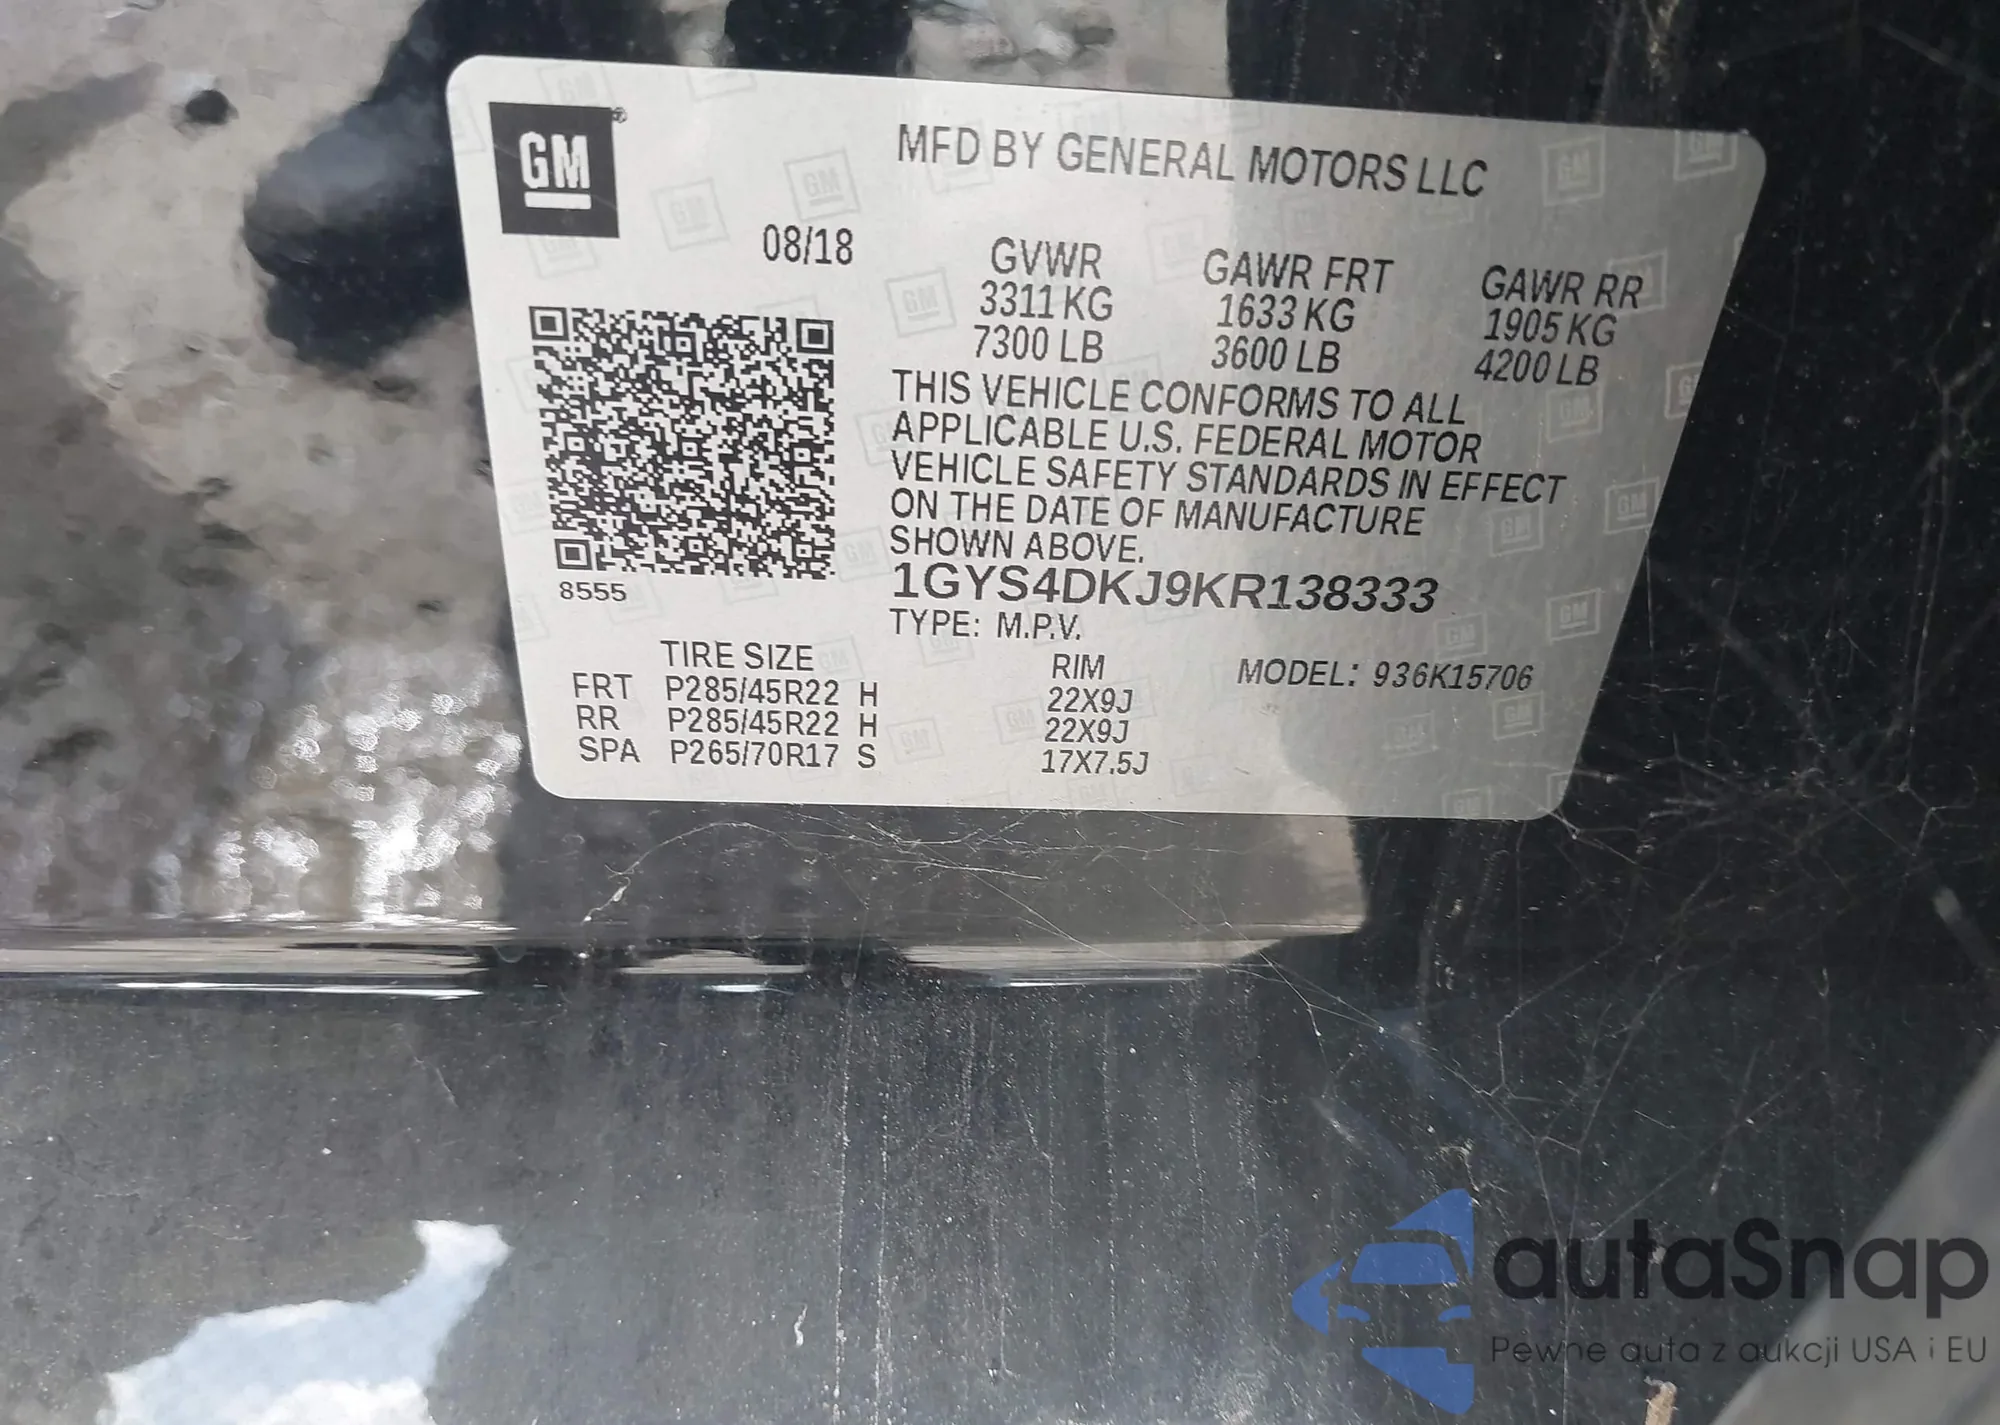 GM
MFD BY GENERAL MOTORS LLC
08/18
GVWR GAWR FRT GAWR RR
3311 KG 1633 KG 1905 KG
7300 LB 3600 LB 4200 LB
THIS VEHICLE CONFORMS TO ALL
APPLICABLE U.S. FEDERAL MOTOR
VEHICLE SAFETY STANDARDS IN EFFECT
ON THE DATE OF MANUFACTURE
SHOWN ABOVE.
8555
1GYS4DKJ9KR138333
TYPE: M.P.V.
TIRE SIZE RIM MODEL: 936K15706
FRT P285/45R22 H 22X9J
RR P285/45R22 H 22X9J
SPA P265/70R17 S 17X7.5J
autaSnap
Pewne auta z aukcji USA i EU